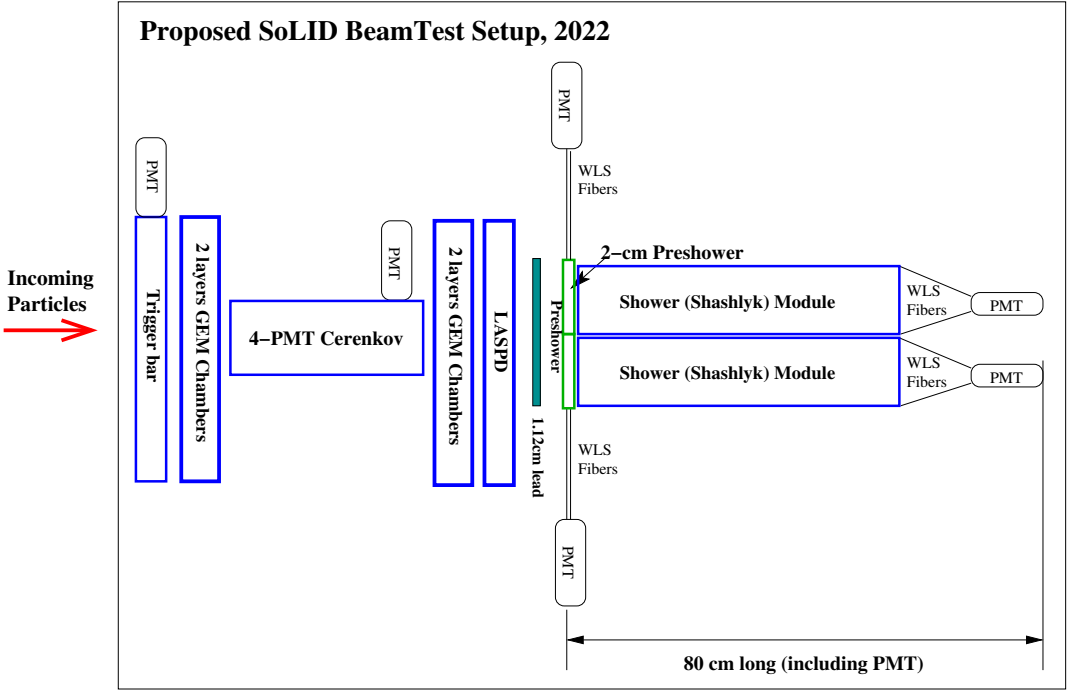 Proposed SoLID BeamTest Setup, 2022
PMT
PMT
WLS
Fibers
PMT
2−cm Preshower
Incoming
Particles
Trigger bar
2 layers GEM Chambers
4−PMT Cerenkov
2 layers GEM Chambers
LASPD
Preshower
Shower (Shashlyk) Module
WLS
Fibers
PMT
Shower (Shashlyk) Module
WLS
Fibers
PMT
1.12cm lead
WLS
Fibers
PMT
80 cm long (including PMT)